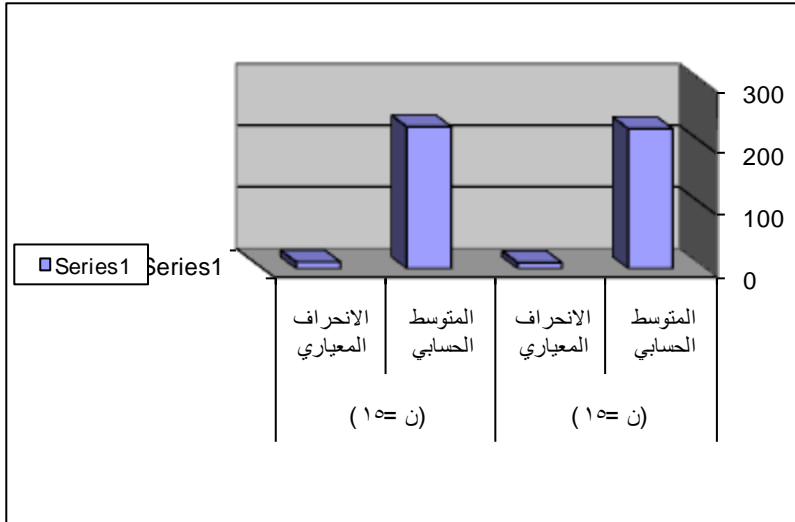 300
200
100
0
Series1
Series1
المتوسط
الحسابي
الانحراف
المعياري
المتوسط
الحسابي
الانحراف
المعياري
(ن =١٥)
(ن =١٥)